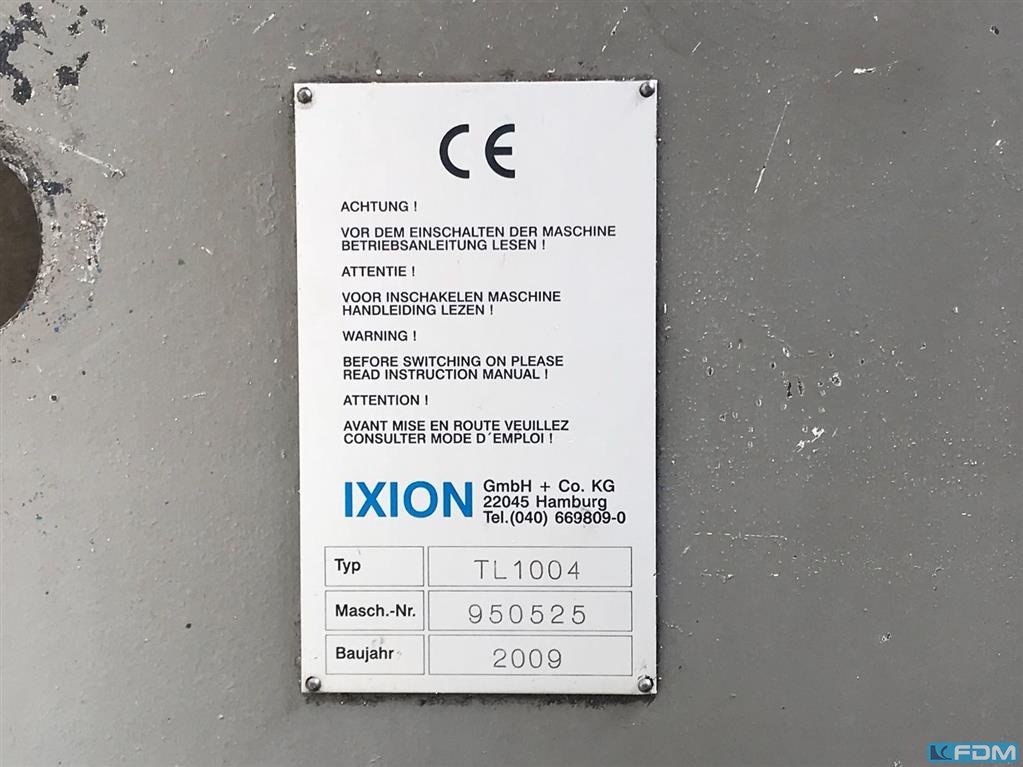 CE
ACHTUNG !
VOR DEM EINSCHALTEN DER MASCHINE
BETRIEBSANLEITUNG LESEN !
ATTENTIE !
VOOR INSCHAKELEN MASCHINE
HANDLEIDING LEZEN !
WARNING !
BEFORE SWITCHING ON PLEASE
READ INSTRUCTION MANUAL !
ATTENTION !
AVANT MISE EN ROUTE VEUILLEZ
CONSULTER MODE D´EMPLOI !
IXION GmbH + Co. KG
22045 Hamburg
Tel.(040) 669809-0
Typ TL1004
Masch.-Nr. 950525
Baujahr 2009
FDM